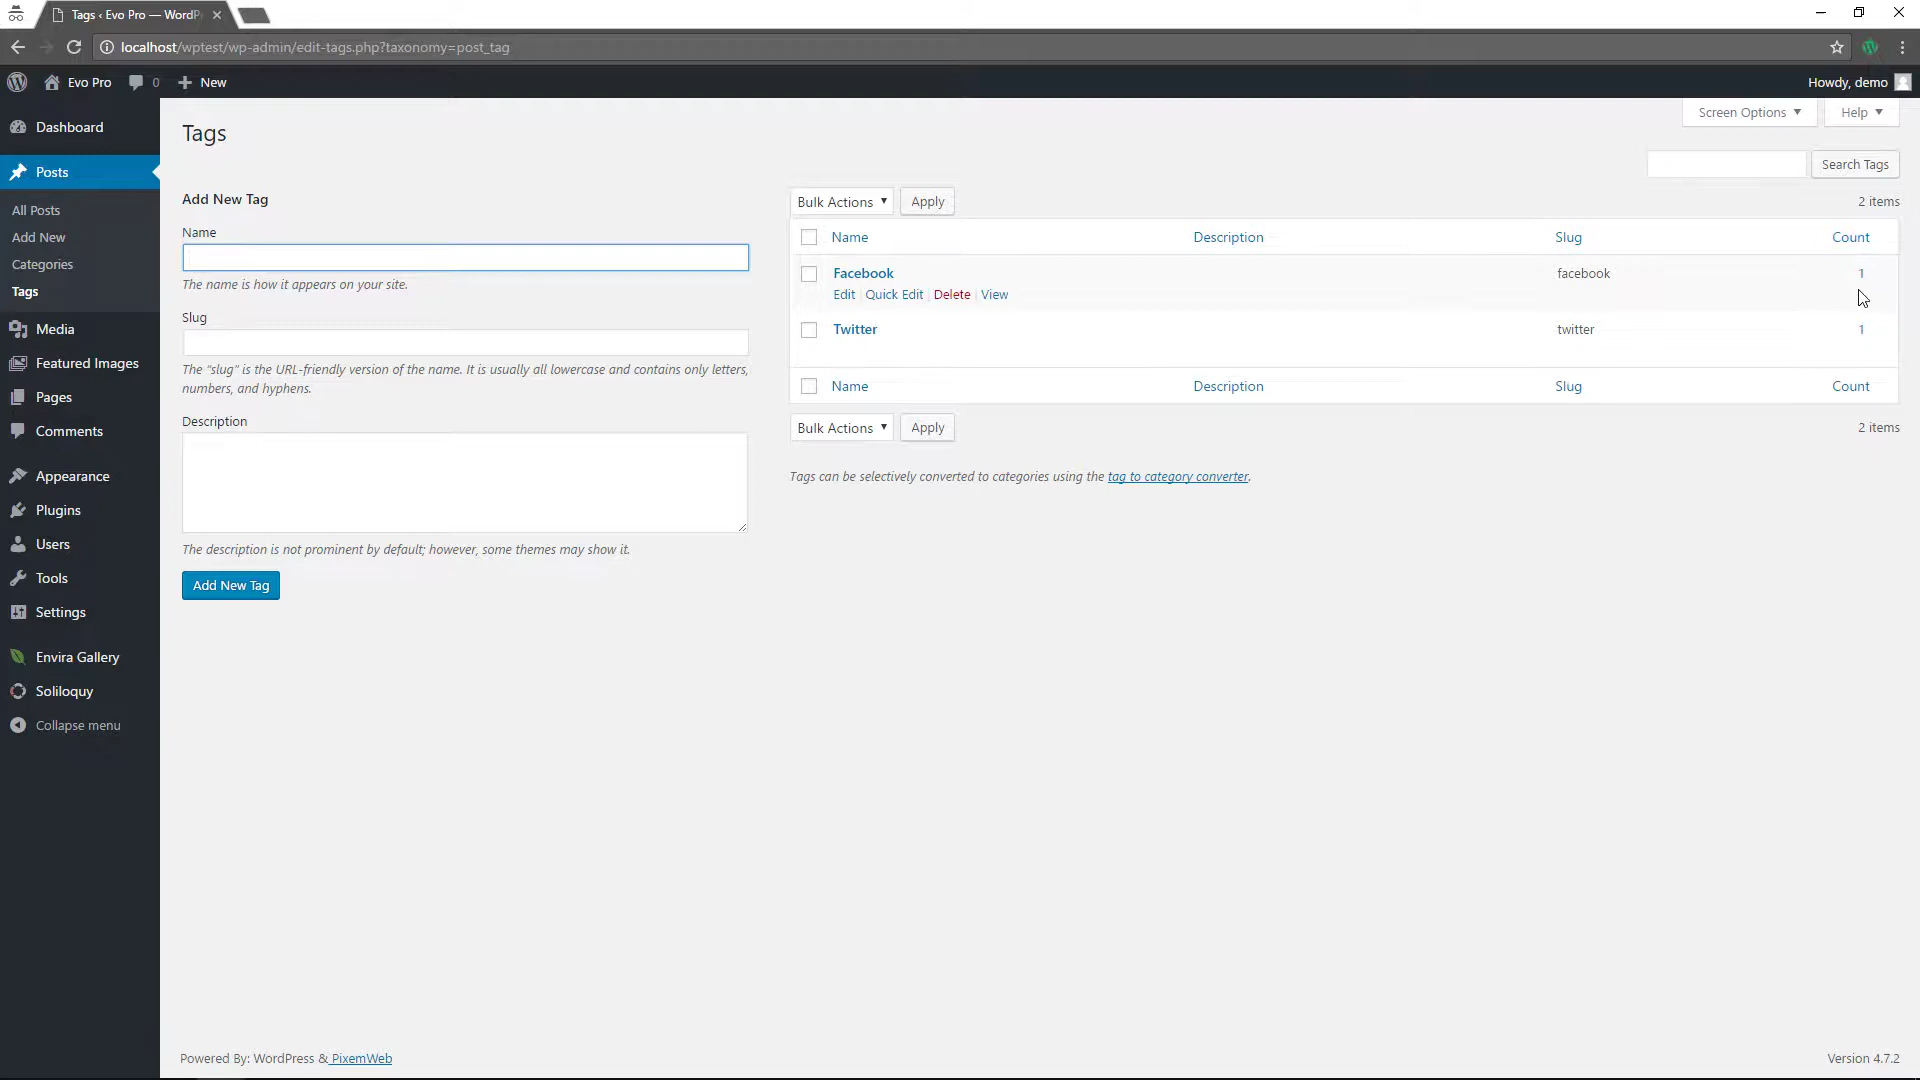 Tags ‹ Evo Pro — WordP
localhost/wptest/wp-admin/edit-tags.php?taxonomy=post_tag
Evo Pro
0
New
Howdy, demo
Dashboard
Posts
All Posts
Add New
Categories
Tags
Media
Featured Images
Pages
Comments
Appearance
Plugins
Users
Tools
Settings
Envira Gallery
Soliloquy
Collapse menu
Screen Options
Help
Tags
Search Tags
Add New Tag
Name
The name is how it appears on your site.
Slug
The “slug” is the URL-friendly version of the name. It is usually all lowercase and contains only letters,
numbers, and hyphens.
Description
The description is not prominent by default; however, some themes may show it.
Add New Tag
Bulk Actions
Apply
2 items
Name Description Slug Count
Facebook facebook 1
Edit | Quick Edit | Delete | View
Twitter twitter 1
Name Description Slug Count
Bulk Actions
Apply
2 items
Tags can be selectively converted to categories using the tag to category converter.
Powered By: WordPress & PixemWeb
Version 4.7.2